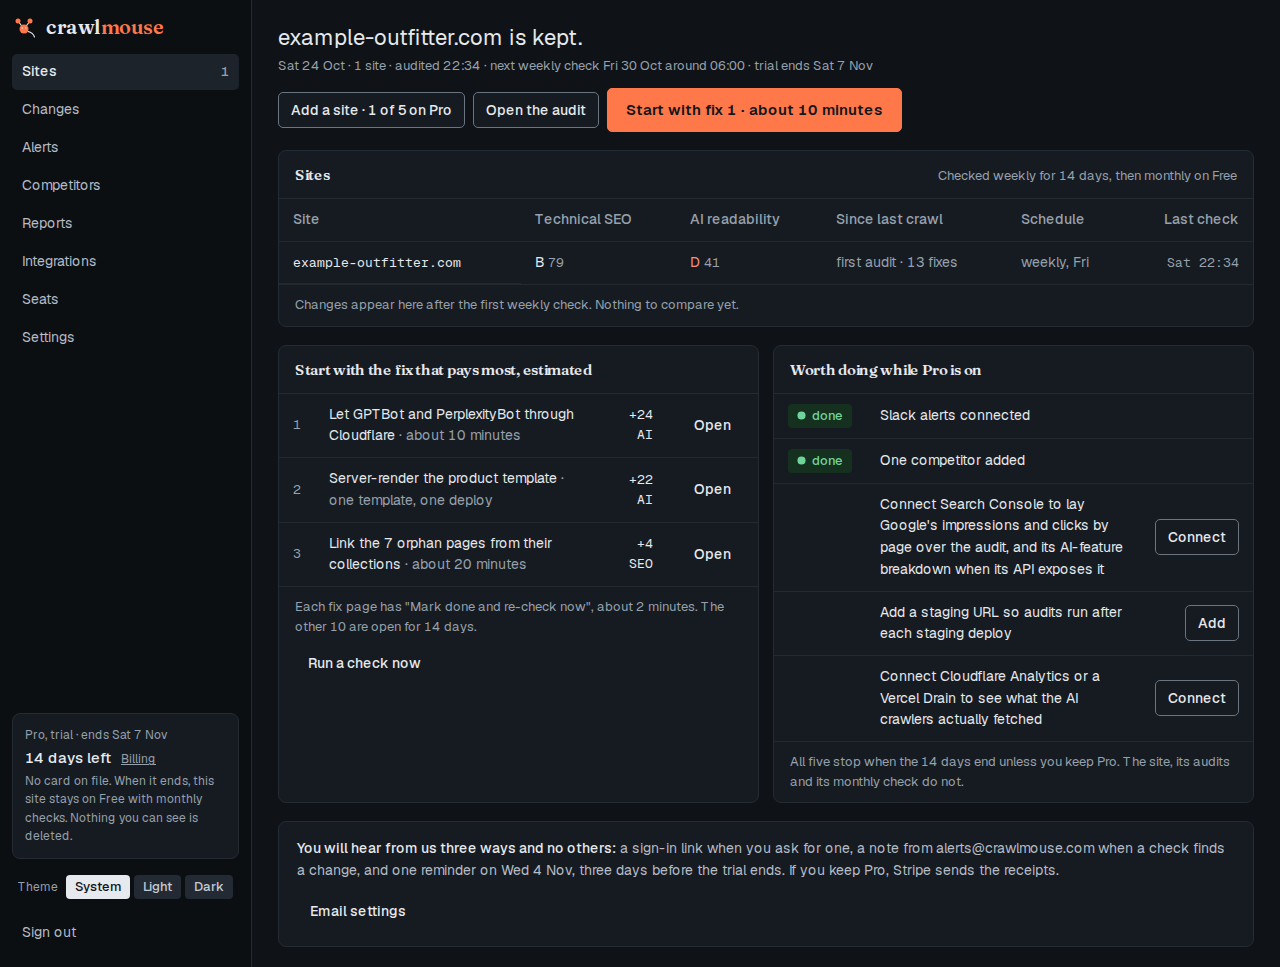 crawlmouse
Sites 1
Changes
Alerts
Competitors
Reports
Integrations
Seats
Settings
Pro, trial · ends Sat 7 Nov
14 days left Billing
No card on file. When it ends, this
site stays on Free with monthly
checks. Nothing you can see is
deleted.
Theme System Light Dark
Sign out
example-outfitter.com is kept.
Sat 24 Oct · 1 site · audited 22:34 · next weekly check Fri 30 Oct around 06:00 · trial ends Sat 7 Nov
Add a site · 1 of 5 on Pro Open the audit Start with fix 1 · about 10 minutes
Sites Checked weekly for 14 days, then monthly on Free
Site Technical SEO AI readability Since last crawl Schedule Last check
example-outfitter.com B 79 D 41 first audit · 13 fixes weekly, Fri Sat 22:34
Changes appear here after the first weekly check. Nothing to compare yet.
Start with the fix that pays most, estimated
1 Let GPTBot and PerplexityBot through +24 Open
Cloudflare · about 10 minutes AI
2 Server-render the product template · +22 Open
one template, one deploy AI
3 Link the 7 orphan pages from their +4 Open
collections · about 20 minutes SEO
Each fix page has "Mark done and re-check now", about 2 minutes. The
other 10 are open for 14 days.
Run a check now
Worth doing while Pro is on
done Slack alerts connected
done One competitor added
Connect Search Console to lay
Google's impressions and clicks by
page over the audit, and its AI-feature
breakdown when its API exposes it
Connect
Add a staging URL so audits run after
each staging deploy
Add
Connect Cloudflare Analytics or a
Vercel Drain to see what the AI
crawlers actually fetched
Connect
All five stop when the 14 days end unless you keep Pro. The site, its audits
and its monthly check do not.
You will hear from us three ways and no others: a sign-in link when you ask for one, a note from alerts@crawlmouse.com when a check finds
a change, and one reminder on Wed 4 Nov, three days before the trial ends. If you keep Pro, Stripe sends the receipts.
Email settings